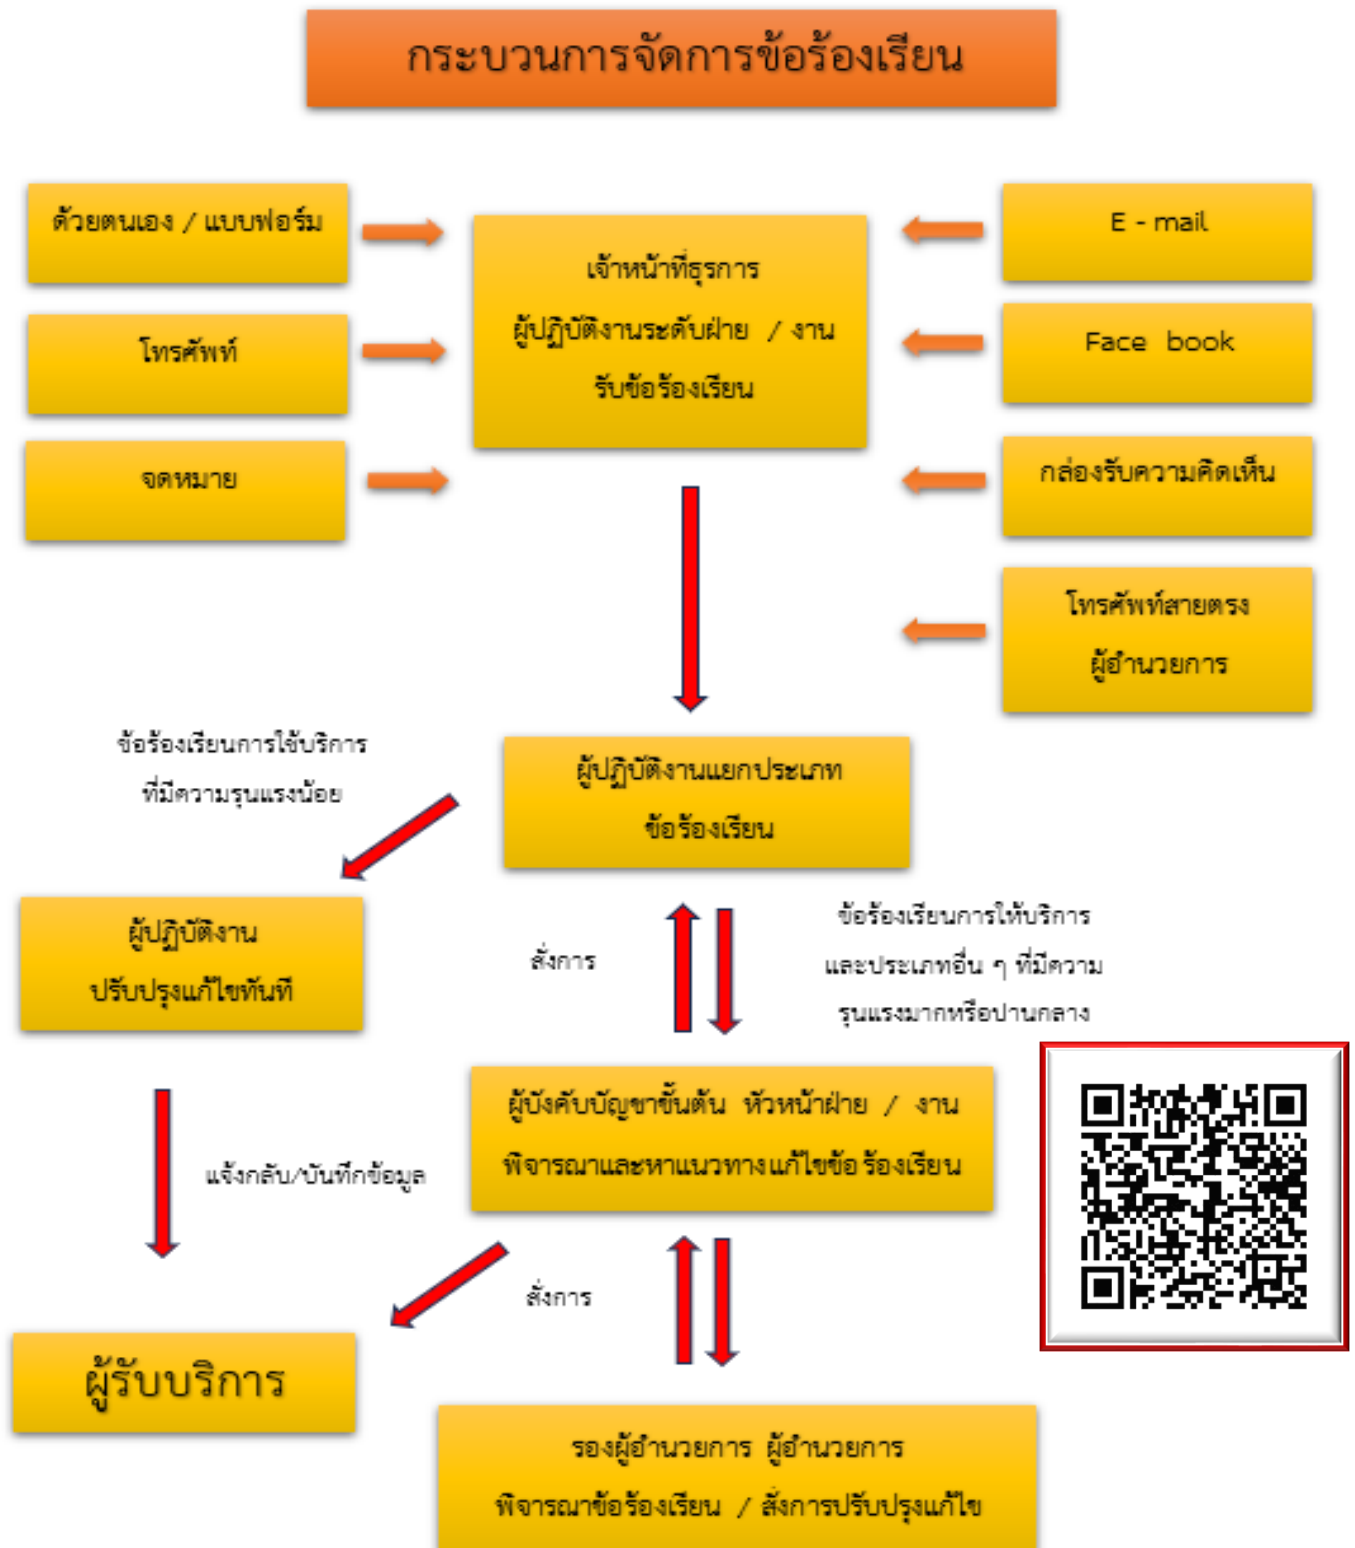 กระบวนการจัดการข้อร้องเรียน
ด้วยตนเอง / แบบฟอร์ม
โทรศัพท์
จดหมาย
เจ้าหน้าที่ธุรการ
ผู้ปฏิบัติงานระดับฝ่าย / งาน
รับข้อร้องเรียน
E - mail
Face book
กล่องรับความคิดเห็น
โทรศัพท์สายตรง
ผู้อำนวยการ
ข้อร้องเรียนการใช้บริการ
ที่มีความรุนแรงน้อย
ผู้ปฏิบัติงานแยกประเภท
ข้อร้องเรียน
ผู้ปฏิบัติงาน
ปรับปรุงแก้ไขทันที
สั่งการ
ข้อร้องเรียนการให้บริการ
และประเภทอื่น ๆ ที่มีความ
รุนแรงมากหรือปานกลาง
ผู้บังคับบัญชาขั้นต้น หัวหน้าฝ่าย / งาน
พิจารณาและหาแนวทางแก้ไขข้อร้องเรียน
แจ้งกลับ/บันทึกข้อมูล
สั่งการ
ผู้รับบริการ
รองผู้อำนวยการ ผู้อำนวยการ
พิจารณาข้อร้องเรียน / สั่งการปรับปรุงแก้ไข